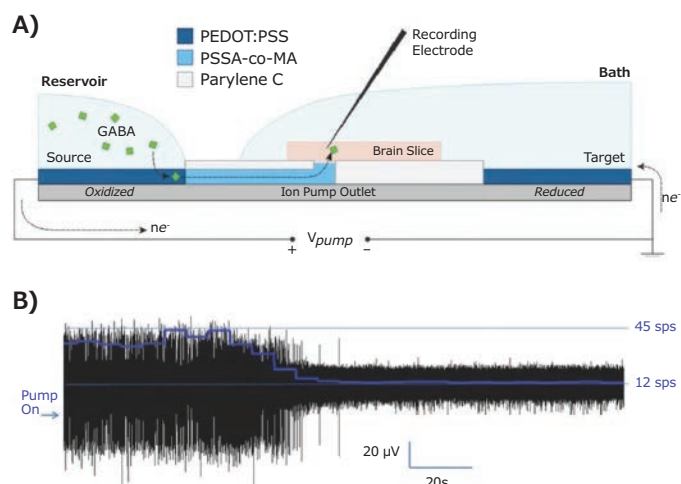 A)
PEDOT:PSS
PSSA-co-MA
Parylene C
Recording
Electrode
Reservoir
Bath
GABA
Brain Slice
Source
Target
Oxidized
Ion Pump Outlet
Reduced
ne-
ne-
Vpump
+
–
B)
45 sps
12 sps
Pump
On
20 µV
20s